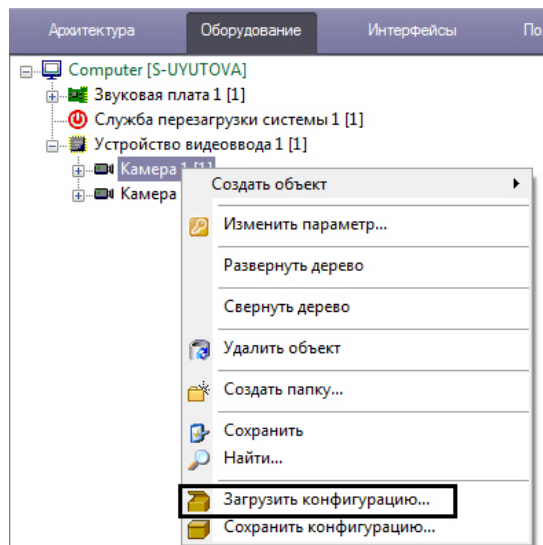 Архитектура Оборудование Интерфейсы
Computer [S-UYUTOVA]
Звуковая плата 1 [1]
Служба перезагрузки системы 1 [1]
Устройство видеоввода 1 [1]
Камера 1 [1]
Камера
Создать объект
Изменить параметр...
Развернуть дерево
Свернуть дерево
Удалить объект
Создать папку...
Сохранить
Найти...
Загрузить конфигурацию...
Сохранить конфигурацию...